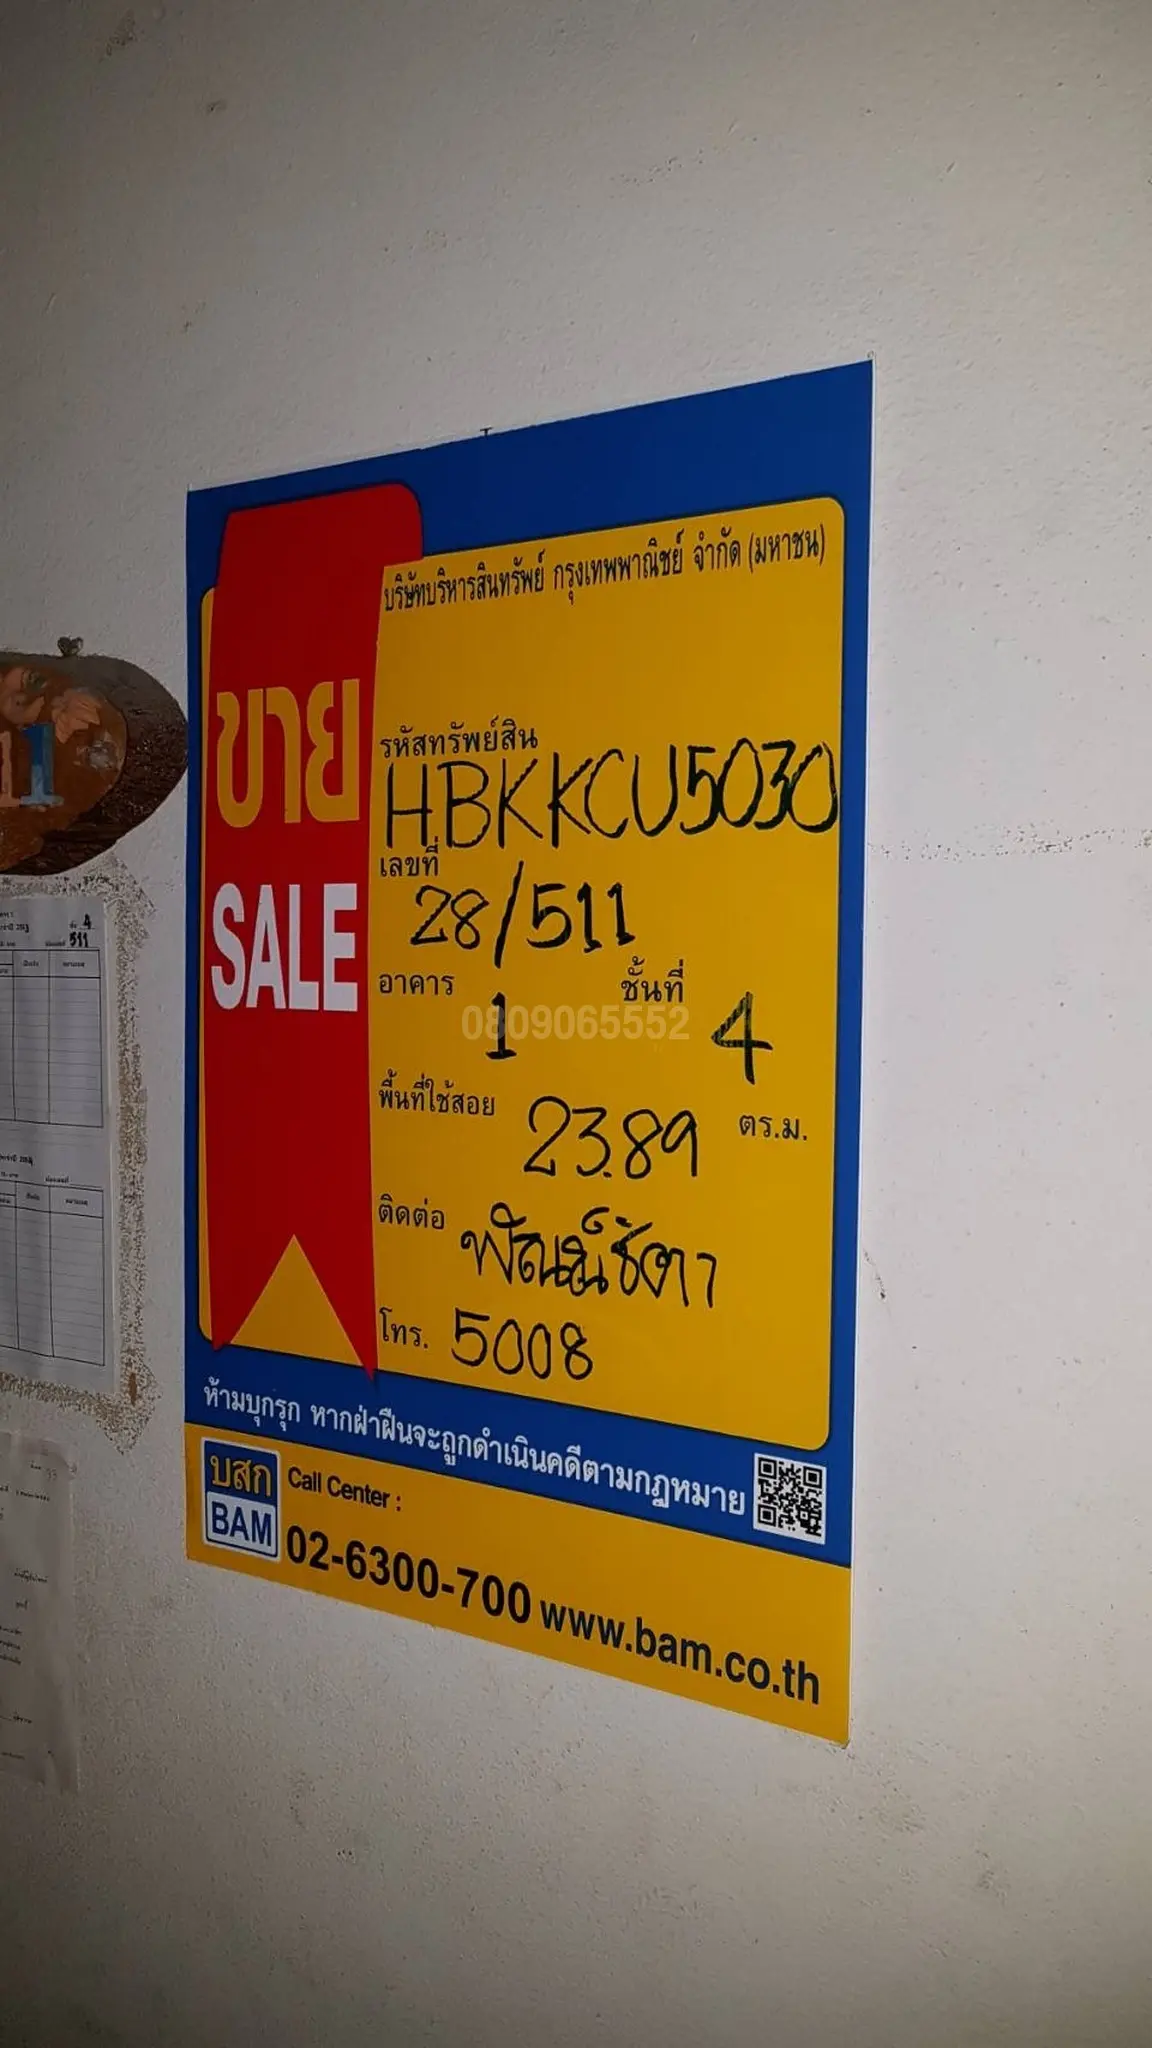 บริษัทบริหารสินทรัพย์ กรุงเทพพาณิชย์ จำกัด (มหาชน)
ขาย
SALE
รหัสทรัพย์สิน
HBKKCU5030
เลขที่
28/511
อาคาร 1 ชั้นที่ 4
0809065552
พื้นที่ใช้สอย 23.89 ตร.ม.
ติดต่อ
โทร. 5008
ห้ามบุกรุก หากฝ่าฝืนจะถูกดำเนินคดีตามกฎหมาย
บสก
BAM
Call Center :
02-6300-700 www.bam.co.th
11
4
511